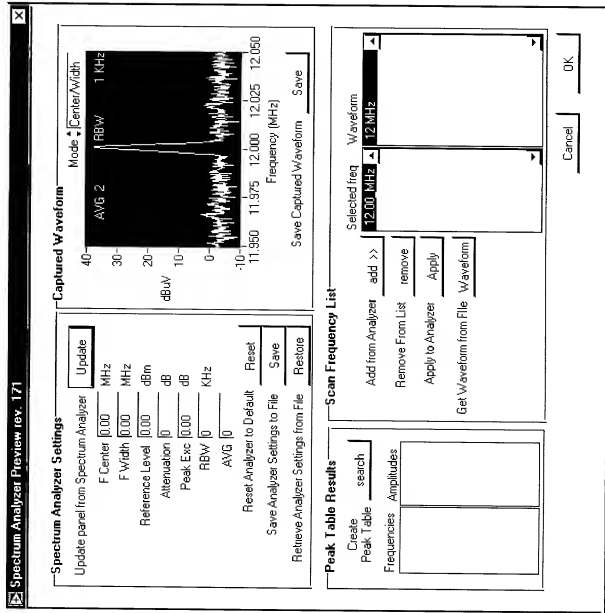 Spectrum Analyzer Preview rev. 171
X
Spectrum Analyzer Settings
Update panel from Spectrum Analyzer Update
F Center 0.00 MHz
F Width 0.00 MHz
Reference Level 0.00 dBm
Attenuation 0 dB
Peak Exc 0.00 dB
RBW 0 KHz
AVG 0
Reset Analyzer to Default Reset
Save Analyzer Settings to File Save
Retrieve Analyzer Settings from File Restore
Captured Waveform
Mode Center/Width
AVG 2 RBW 1 KHz
40-
30-
20-
10-
0-
-10-
dBuV
11.950 11.975 12.000 12.025 12.050
Frequency (MHz)
Save Captured Waveform Save
Peak Table Results
Create
Peak Table search
Frequencies Amplitudes
Scan Frequency List
Selected freq Waveform
Add from Analyzer add >> 12.00 MHz 12 MHz
Remove From List remove
Apply to Analyzer Apply
Get Waveform from File Waveform
Cancel OK